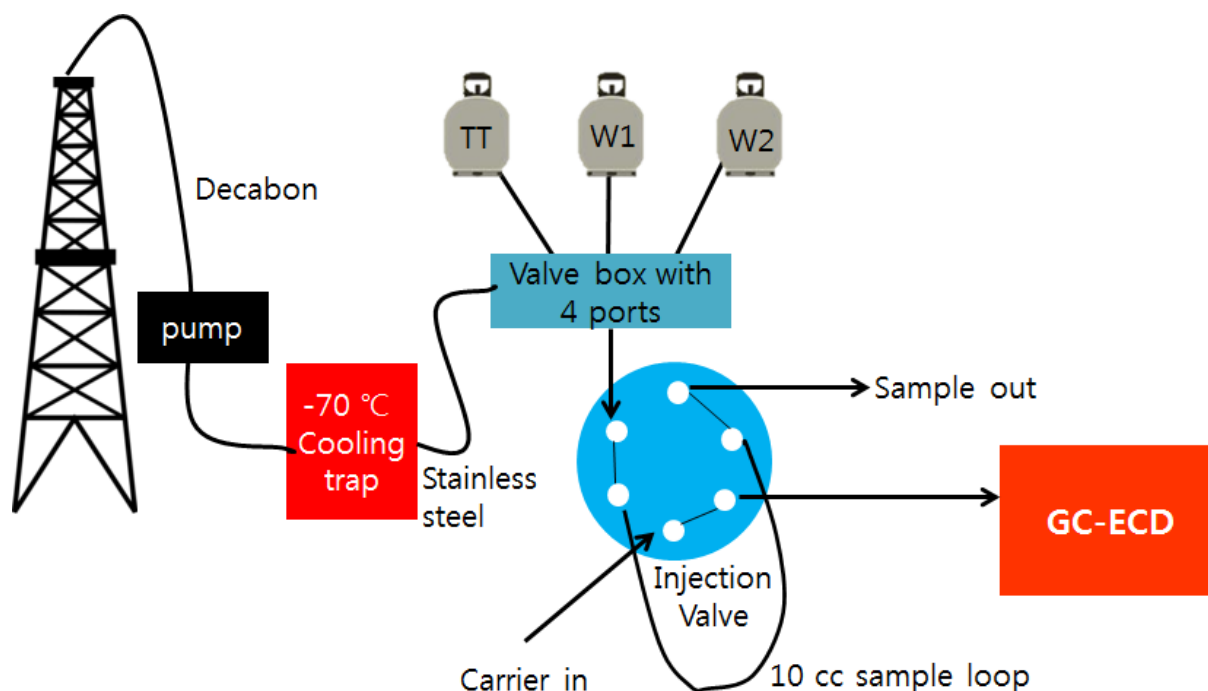 TT
W1
W2
Decabon
Valve box with
4 ports
pump
-70 ℃
Cooling
trap
Stainless
steel
Sample out
GC-ECD
Injection
Valve
Carrier in
10 cc sample loop